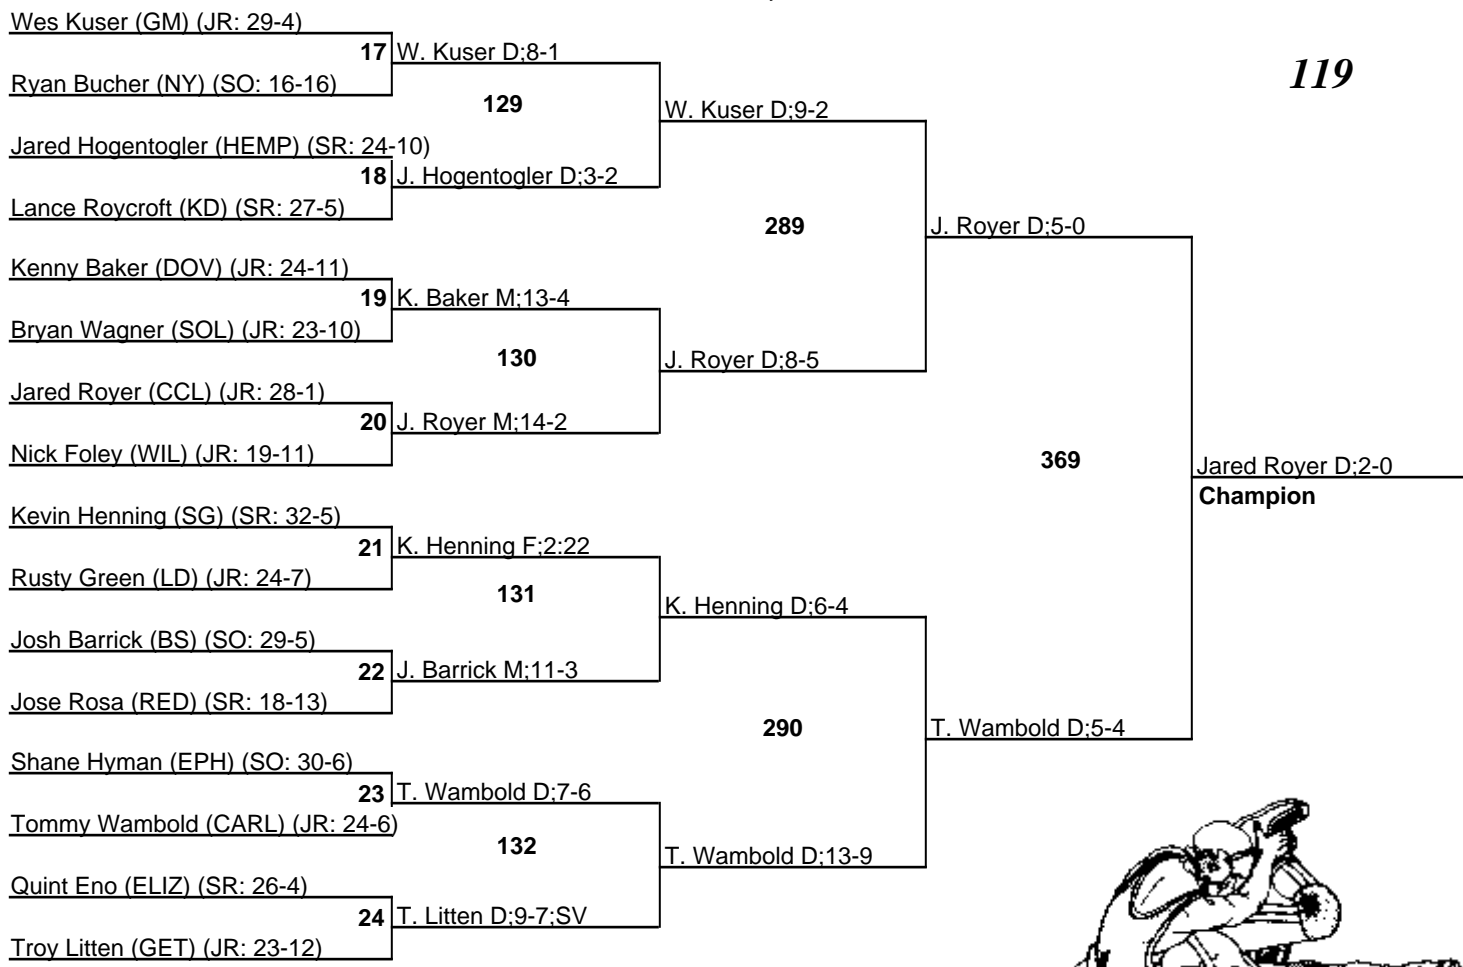 Wes Kuser (GM) (JR: 29-4)
17 W. Kuser D;8-1
119
Ryan Bucher (NY) (SO: 16-16)
129
W. Kuser D;9-2
Jared Hogentogler (HEMP) (SR: 24-10)
18 J. Hogentogler D;3-2
Lance Roycroft (KD) (SR: 27-5)
289
J. Royer D;5-0
Kenny Baker (DOV) (JR: 24-11)
19 K. Baker M;13-4
Bryan Wagner (SOL) (JR: 23-10)
130
J. Royer D;8-5
Jared Royer (CCL) (JR: 28-1)
20 J. Royer M;14-2
Nick Foley (WIL) (JR: 19-11)
369
Jared Royer D;2-0
Champion
Kevin Henning (SG) (SR: 32-5)
21 K. Henning F;2:22
Rusty Green (LD) (JR: 24-7)
131
K. Henning D;6-4
Josh Barrick (BS) (SO: 29-5)
22 J. Barrick M;11-3
Jose Rosa (RED) (SR: 18-13)
290
T. Wambold D;5-4
Shane Hyman (EPH) (SO: 30-6)
23 T. Wambold D;7-6
Tommy Wambold (CARL) (JR: 24-6)
132
T. Wambold D;13-9
Quint Eno (ELIZ) (SR: 26-4)
24 T. Litten D;9-7;SV
Troy Litten (GET) (JR: 23-12)